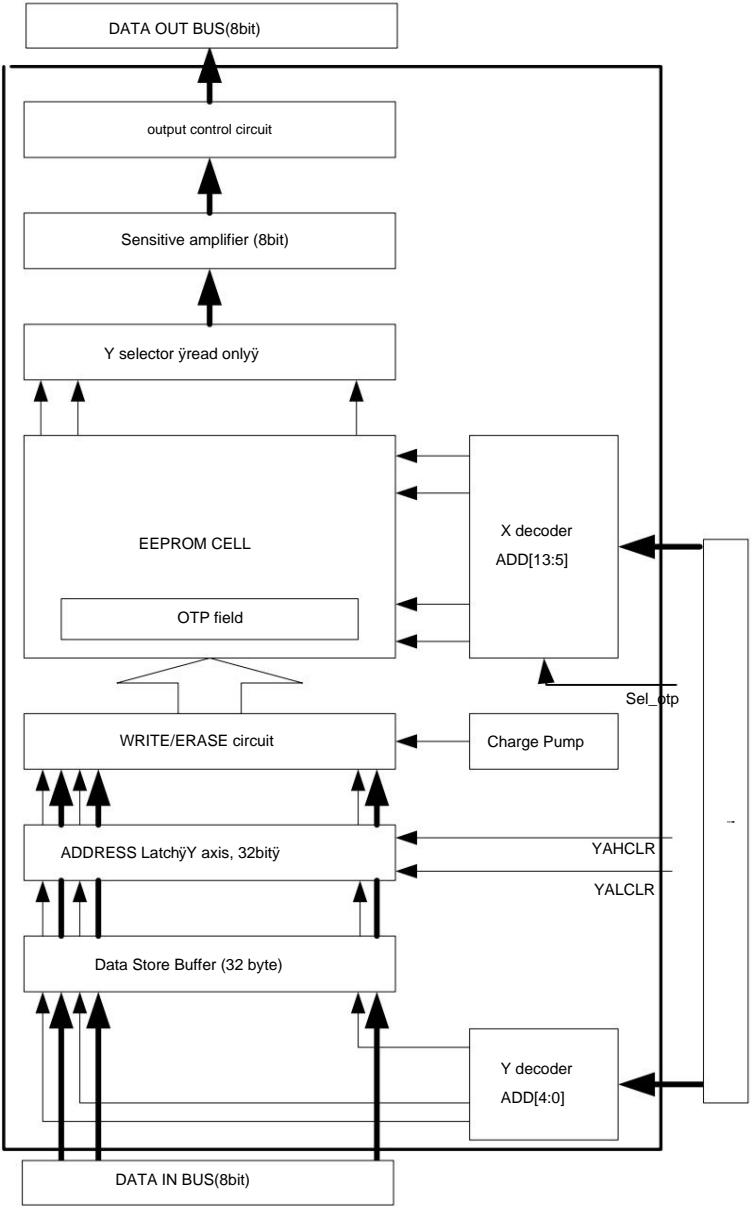 DATA OUT BUS(8bit)
output control circuit
Sensitive amplifier (8bit)
Y selector ÿread onlyÿ
EEPROM CELL
OTP field
X decoder
ADD[13:5]
Sel_otp
WRITE/ERASE circuit
Charge Pump
ADDRESS LatchÿY axis, 32bitÿ
YAHCLR
YALCLR
Data Store Buffer (32 byte)
Y decoder
ADD[4:0]
DATA IN BUS(8bit)